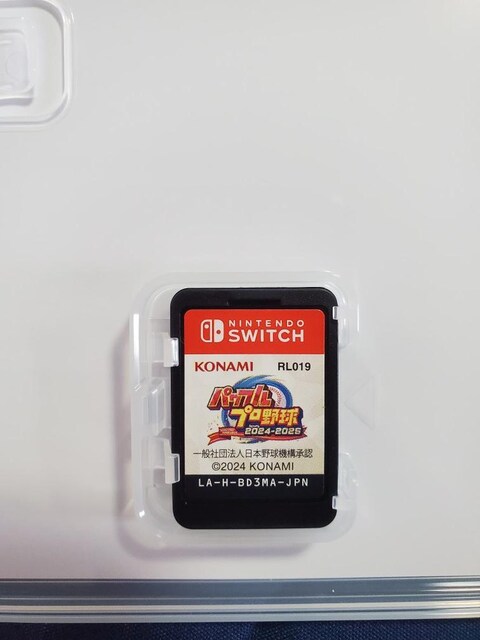 NINTENDO
SWITCH
KONAMI RL019
パワフル
プロ野球
2024-2025
一般社団法人日本野球機構承認
©2024 KONAMI
LA-H-BD3MA-JPN